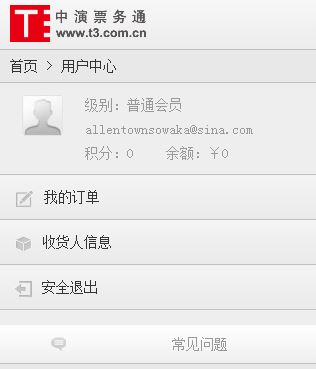 T3 中演票务通
www.t3.com.cn
首页 > 用户中心
级别：普通会员
allentownsowaka@sina.com
积分：0 余额：￥0
我的订单
收货人信息
安全退出
常见问题